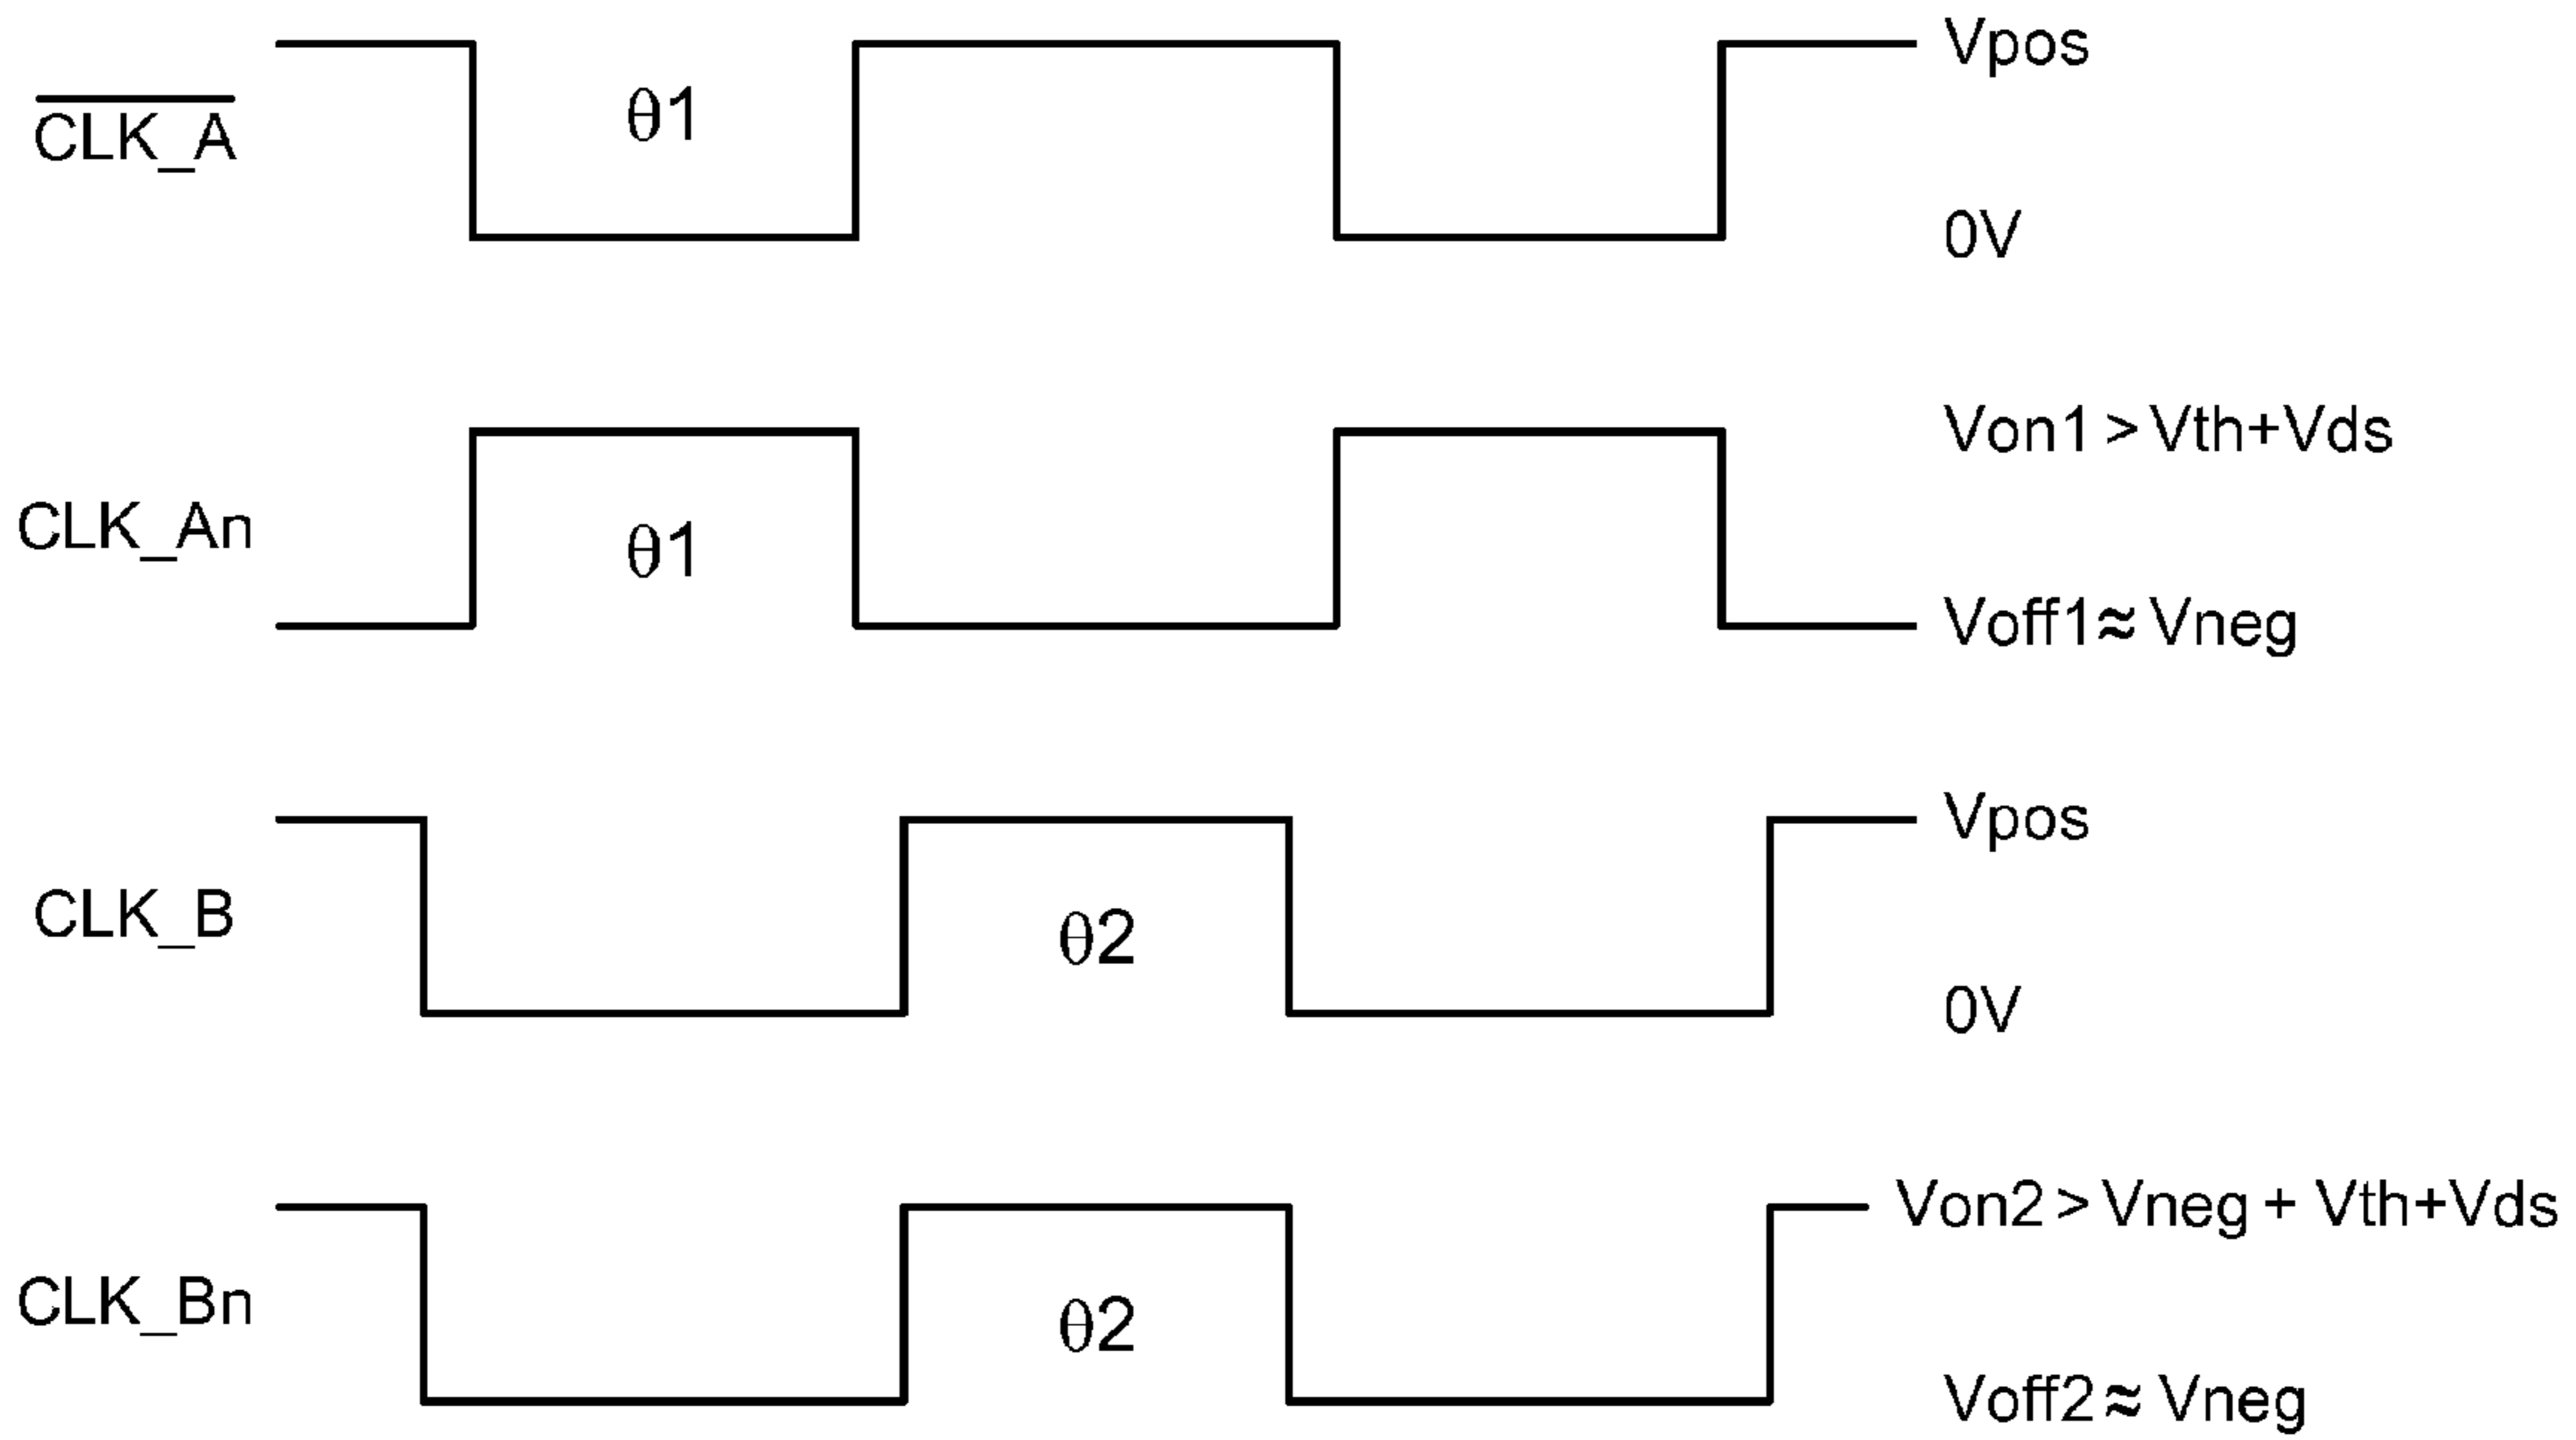 Vpos
CLK_A
θ1
0V
Von1 > Vth+Vds
CLK_An
θ1
Voff1 ≈ Vneg
Vpos
CLK_B
θ2
0V
Von2 > Vneg + Vth+Vds
CLK_Bn
θ2
Voff2 ≈ Vneg